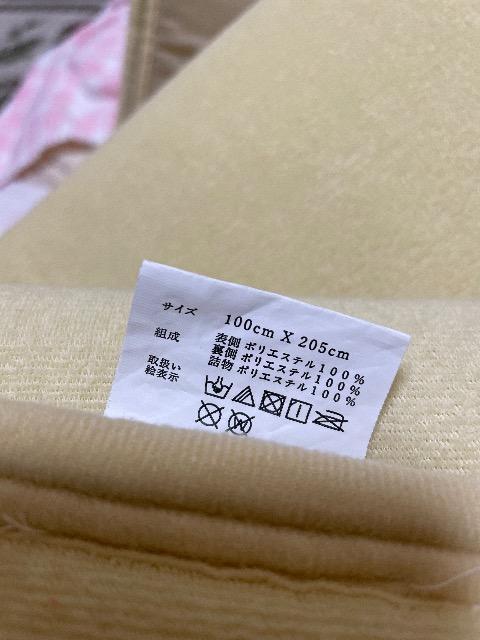 サイズ 100cm X 205cm
組成 表側 ポリエステル100%
裏側 ポリエステル100%
詰物 ポリエステル100%
取扱い
絵表示